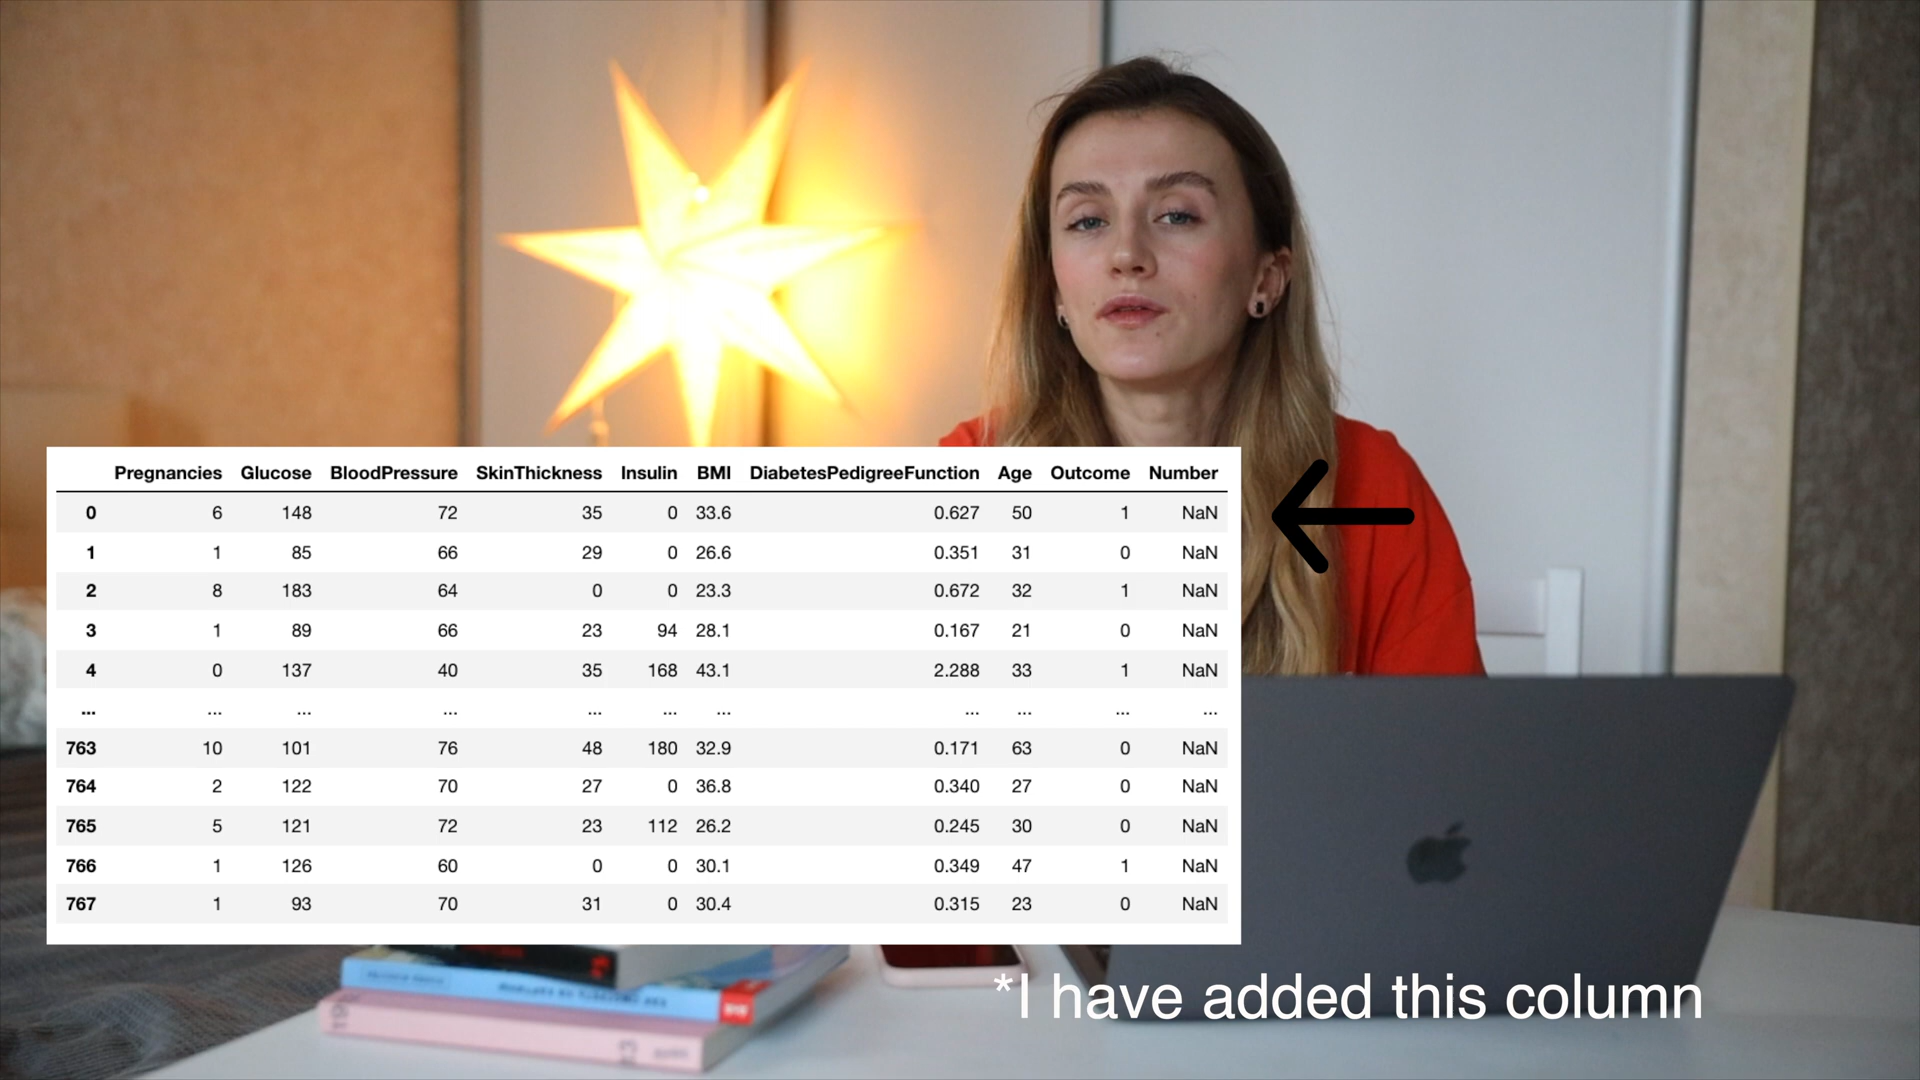 Pregnancies Glucose BloodPressure SkinThickness Insulin BMI DiabetesPedigreeFunction Age Outcome Number
0 6 148 72 35 0 33.6 0.627 50 1 NaN
1 1 85 66 29 0 26.6 0.351 31 0 NaN
2 8 183 64 0 0 23.3 0.672 32 1 NaN
3 1 89 66 23 94 28.1 0.167 21 0 NaN
4 0 137 40 35 168 43.1 2.288 33 1 NaN
... ... ... ... ... ... ... ... ... ... ...
763 10 101 76 48 180 32.9 0.171 63 0 NaN
764 2 122 70 27 0 36.8 0.340 27 0 NaN
765 5 121 72 23 112 26.2 0.245 30 0 NaN
766 1 126 60 0 0 30.1 0.349 47 1 NaN
767 1 93 70 31 0 30.4 0.315 23 0 NaN
*I have added this column